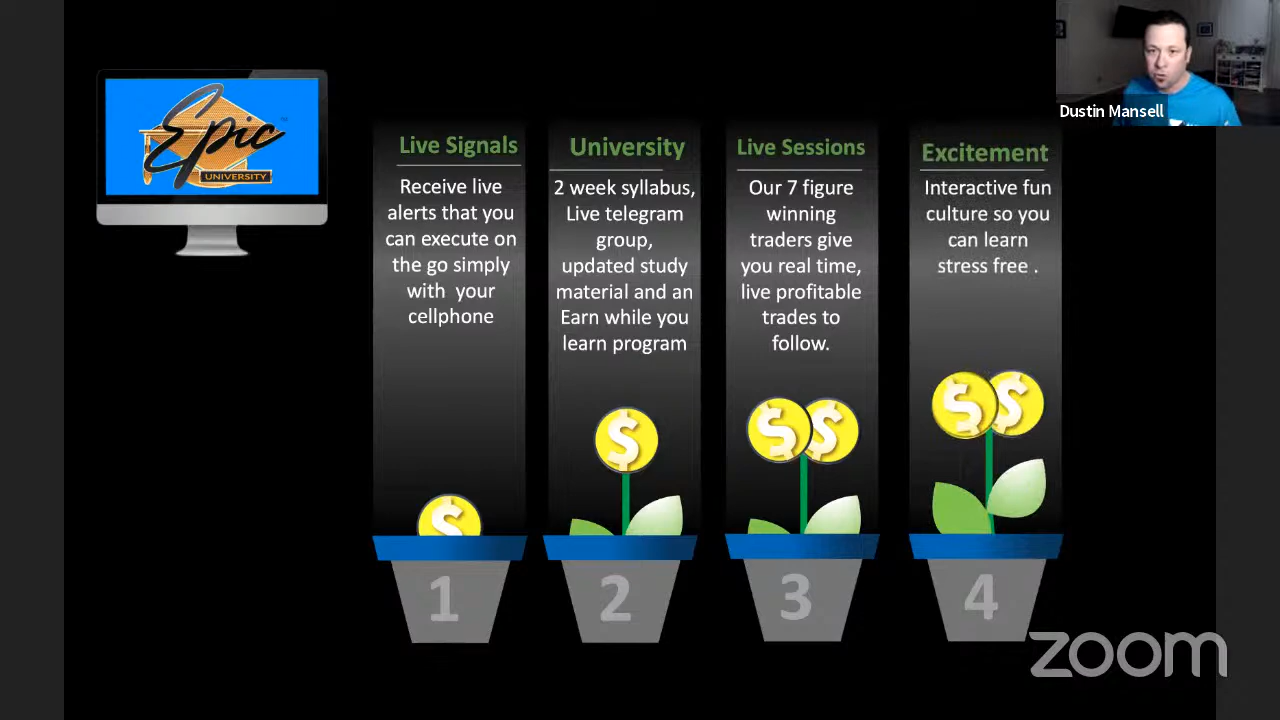 Epic
UNIVERSITY
TM
Dustin Mansell
Live Signals
Receive live
alerts that you
can execute on
the go simply
with your
cellphone
University
2 week syllabus,
Live telegram
group,
updated study
material and an
Earn while you
learn program
Live Sessions
Our 7 figure
winning
traders give
you real time,
live profitable
trades to
follow.
Excitement
Interactive fun
culture so you
can learn
stress free .
$
$
$
$
$
$
1
2
3
4
zoom